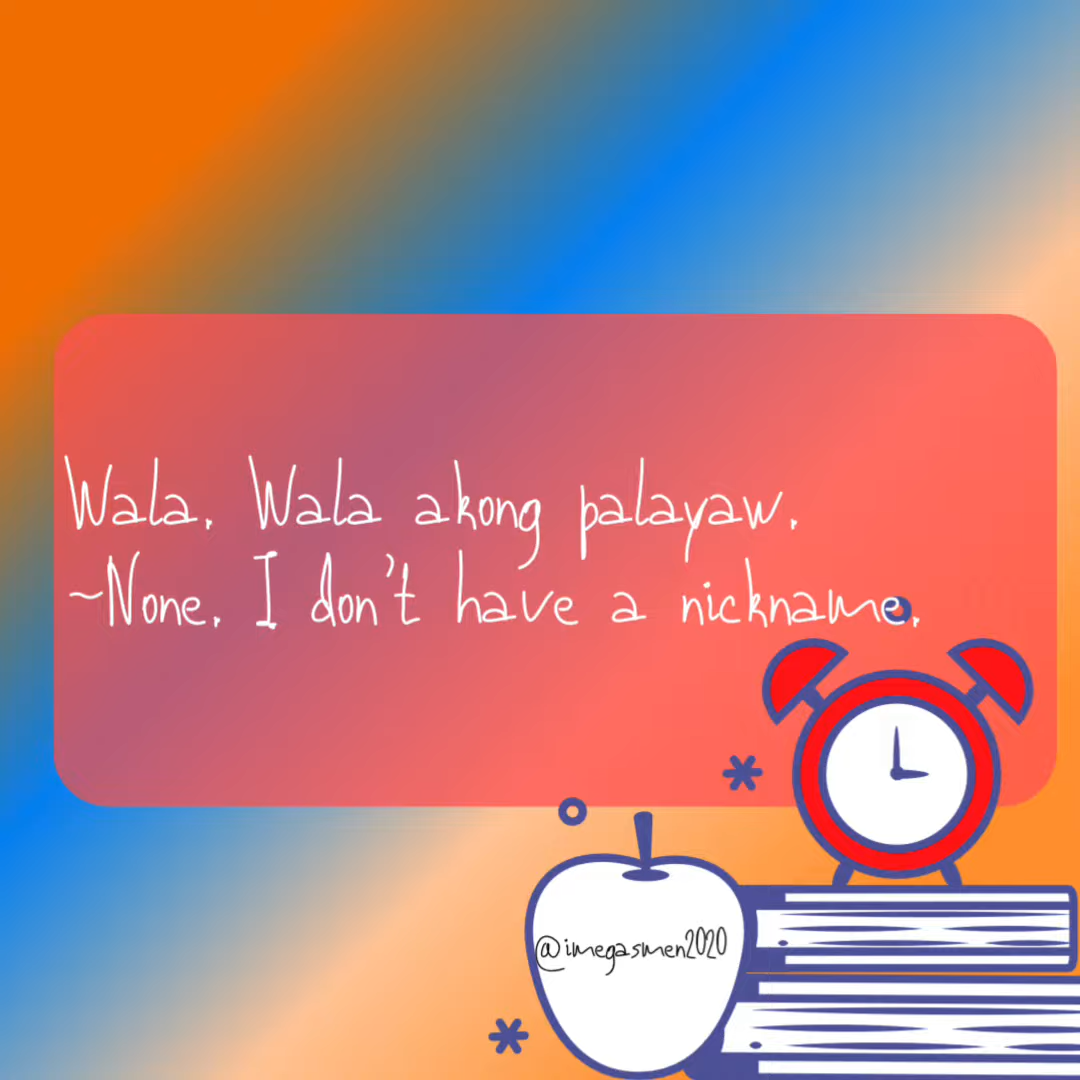 Wala. Wala akong palayaw.
~None. I don't have a nickname.
@imegasmen2020